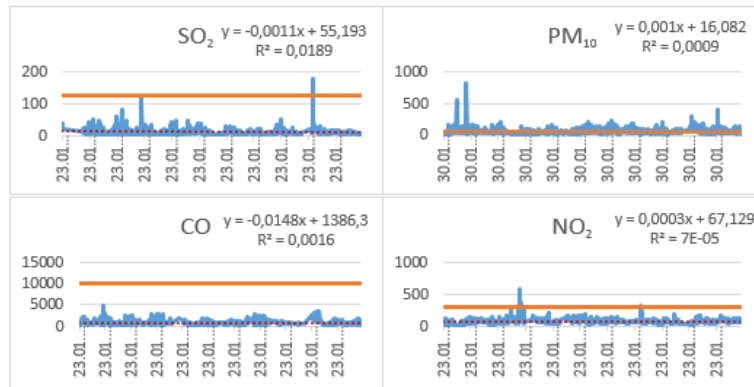 SO₂ y = -0,0011x + 55,193
R² = 0,0189
200
100
0
23.01. 23.01. 23.01. 23.01. 23.01. 23.01. 23.01. 23.01. 23.01. 23.01. 23.01.
PM₁₀ y = 0,001x + 16,082
R² = 0,0009
1000
500
0
30.01. 30.01. 30.01. 30.01. 30.01. 30.01. 30.01. 30.01. 30.01. 30.01.
CO y = -0,0148x + 1386,3
R² = 0,0016
15000
10000
5000
0
23.01. 23.01. 23.01. 23.01. 23.01. 23.01. 23.01. 23.01. 23.01. 23.01. 23.01.
NO₂ y = 0,0003x + 67,129
R² = 7E-05
1000
500
0
23.01. 23.01. 23.01. 23.01. 23.01. 23.01. 23.01. 23.01. 23.01. 23.01. 23.01.